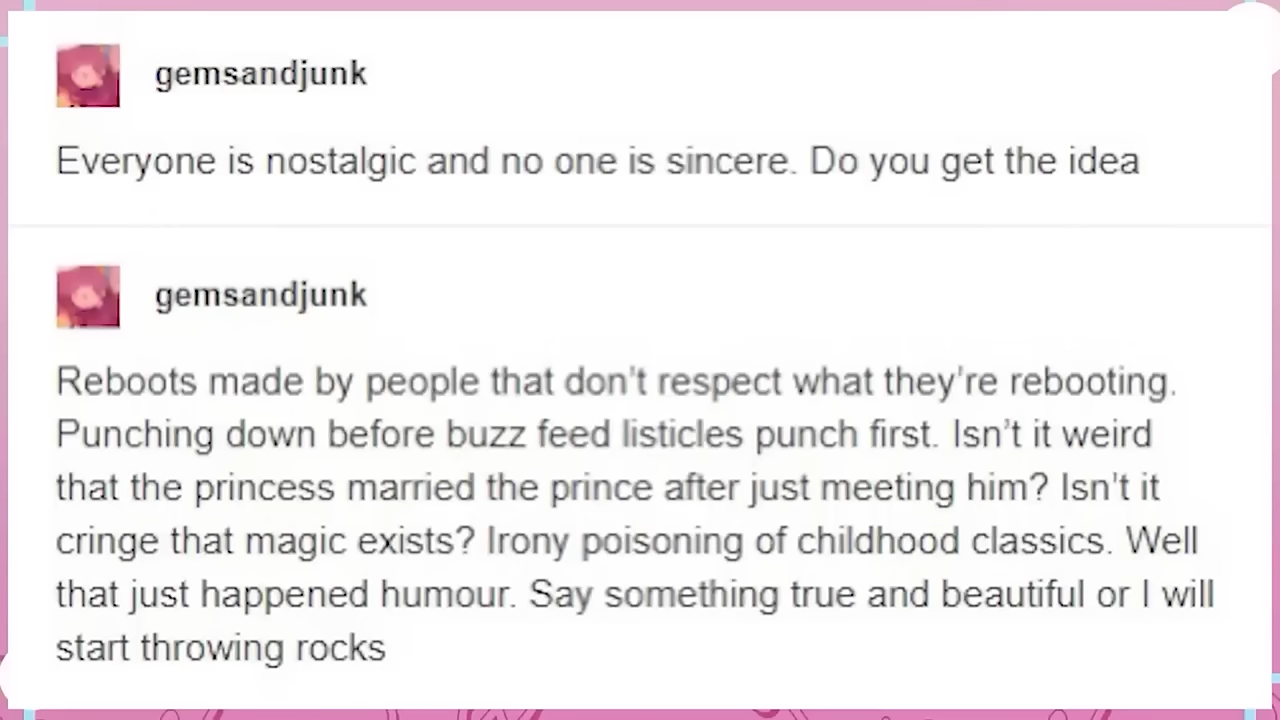 gemsandjunk
Everyone is nostalgic and no one is sincere. Do you get the idea
gemsandjunk
Reboots made by people that don't respect what they're rebooting.
Punching down before buzz feed listicles punch first. Isn't it weird
that the princess married the prince after just meeting him? Isn't it
cringe that magic exists? Irony poisoning of childhood classics. Well
that just happened humour. Say something true and beautiful or I will
start throwing rocks